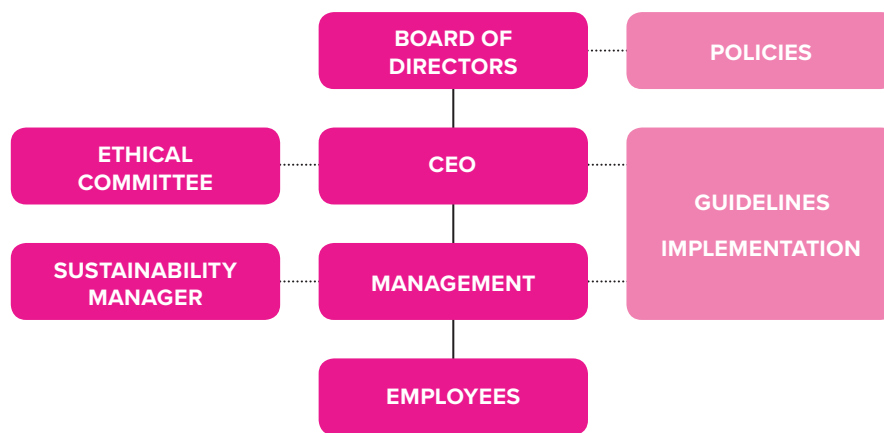 BOARD OF
DIRECTORS
POLICIES
ETHICAL
COMMITTEE
CEO
GUIDELINES
IMPLEMENTATION
SUSTAINABILITY
MANAGER
MANAGEMENT
EMPLOYEES